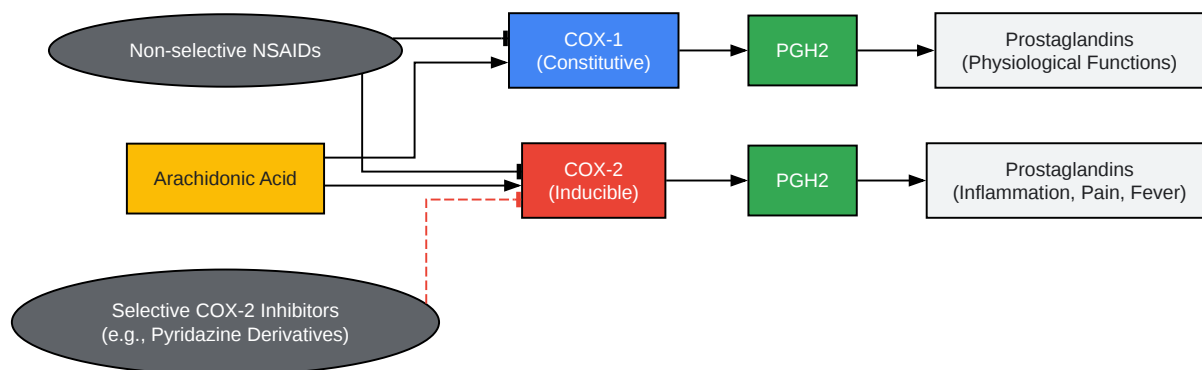 Non-selective NSAIDs
COX-1
(Constitutive)
PGH2
Prostaglandins
(Physiological Functions)
Arachidonic Acid
COX-2
(Inducible)
PGH2
Prostaglandins
(Inflammation, Pain, Fever)
Selective COX-2 Inhibitors
(e.g., Pyridazine Derivatives)